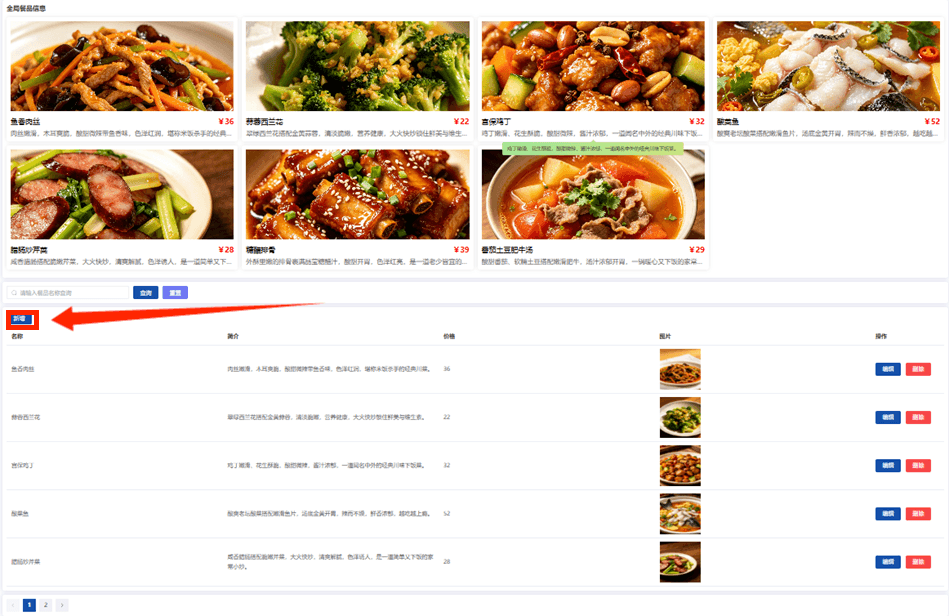 全局餐品信息
鱼香肉丝 ￥36
肉丝嫩滑，木耳爽脆，酸甜微辣带鱼香味，色泽红润，堪称米饭杀手的经典...
蒜蓉西兰花 ￥22
翠绿西兰花搭配金黄蒜蓉，清淡脆嫩，营养健康，大火快炒锁住鲜美与维生...
宫保鸡丁 ￥32
鸡丁嫩滑，花生酥脆，酸甜微辣，酱汁浓郁，一道闻名中外的经典川味下饭...
酸菜鱼 ￥52
酸爽老坛酸菜搭配嫩滑鱼片，汤底金黄开胃，辣而不燥，鲜香浓郁，越吃越...
鸡丁嫩滑，花生酥脆，酸甜微辣，酱汁浓郁，一道闻名中外的经典川味下饭菜。
腊肠炒芹菜 ￥28
咸香腊肠搭配脆嫩芹菜，大火快炒，清爽解腻，色泽诱人，是一道简单又下...
糖醋排骨 ￥39
外酥里嫩的排骨裹满晶莹糖醋汁，酸甜开胃，色泽红亮，是一道老少皆宜的...
番茄土豆肥牛汤 ￥29
酸甜番茄、软糯土豆搭配嫩滑肥牛，汤汁浓郁开胃，一锅暖心又下饭的家常...
请输入餐品名称查询 查询 重置
新增
名称 简介 价格 图片 操作
鱼香肉丝 肉丝嫩滑，木耳爽脆，酸甜微辣带鱼香味，色泽红润，堪称米饭杀手的经典川菜。 36 编辑 删除
蒜蓉西兰花 翠绿西兰花搭配金黄蒜蓉，清淡脆嫩，营养健康，大火快炒锁住鲜美与维生素。 22 编辑 删除
宫保鸡丁 鸡丁嫩滑，花生酥脆，酸甜微辣，酱汁浓郁，一道闻名中外的经典川味下饭菜。 32 编辑 删除
酸菜鱼 酸爽老坛酸菜搭配嫩滑鱼片，汤底金黄开胃，辣而不燥，鲜香浓郁，越吃越上瘾。 52 编辑 删除
腊肠炒芹菜 咸香腊肠搭配脆嫩芹菜，大火快炒，清爽解腻，色泽诱人，是一道简单又下饭的家
常小炒。 28 编辑 删除
1 2